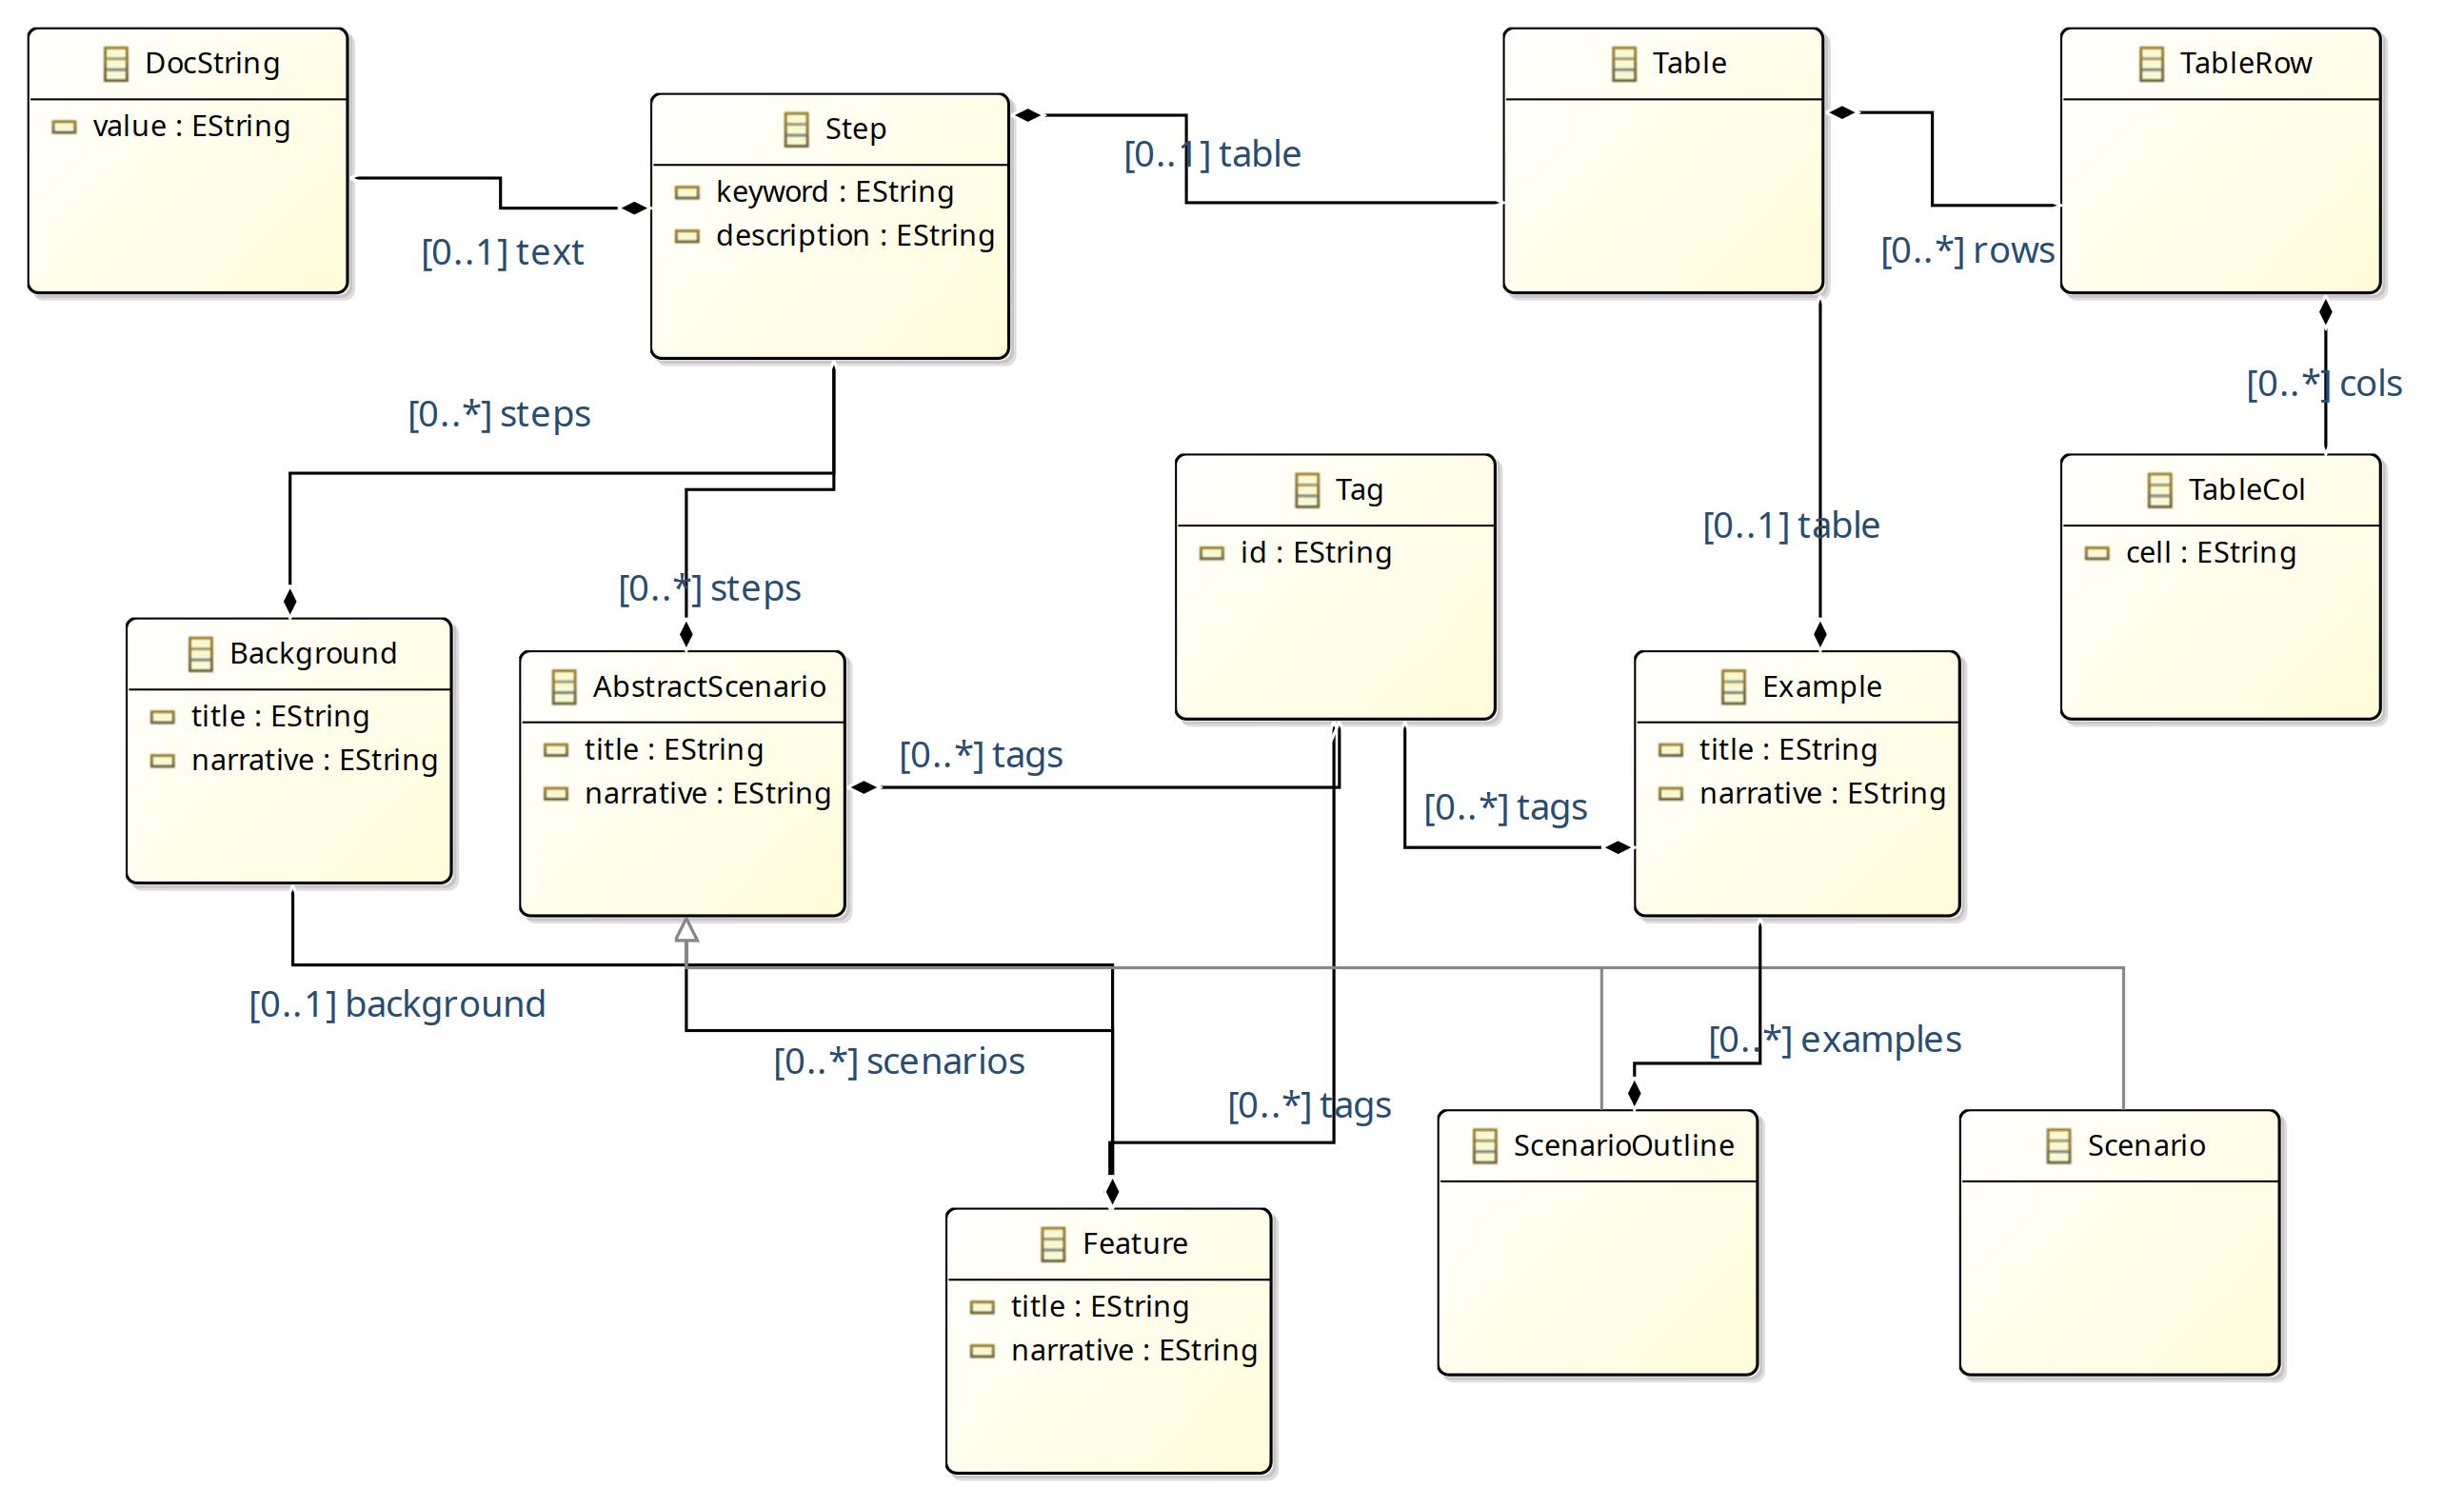 DocString
value : EString
Step
keyword : EString
description : EString
Table
TableRow
[0..1] table
[0..1] text
[0..*] rows
[0..*] cols
[0..*] steps
Tag
id : EString
TableCol
cell : EString
[0..1] table
[0..*] steps
Background
title : EString
narrative : EString
AbstractScenario
title : EString
narrative : EString
[0..*] tags
[0..*] tags
Example
title : EString
narrative : EString
[0..1] background
[0..*] scenarios
[0..*] examples
[0..*] tags
ScenarioOutline
Scenario
Feature
title : EString
narrative : EString